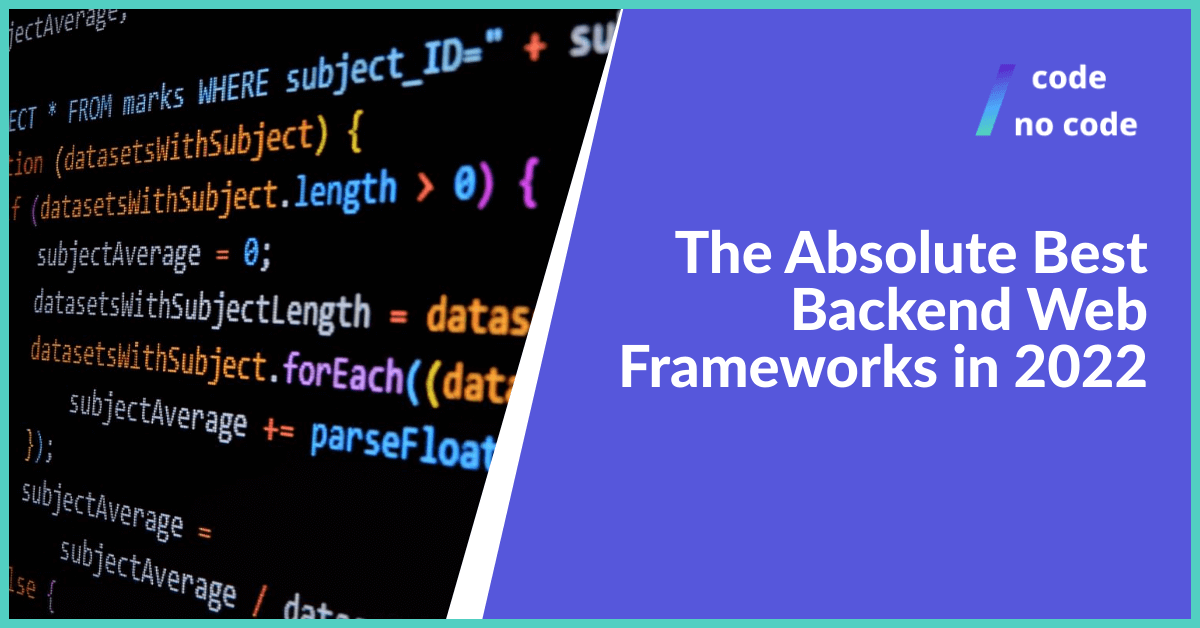 jectAverage,
ECT * FROM marks WHERE subject_ID=" + su
tion (datasetsWithSubject) {
f (datasetsWithSubject.length > 0) {
subjectAverage = 0;
datasetsWithSubjectLength = datas
datasetsWithSubject.forEach((data
subjectAverage += parseFloat
});
subjectAverage =
subjectAverage / datas
lse {
code
no code
The Absolute Best
Backend Web
Frameworks in 2022